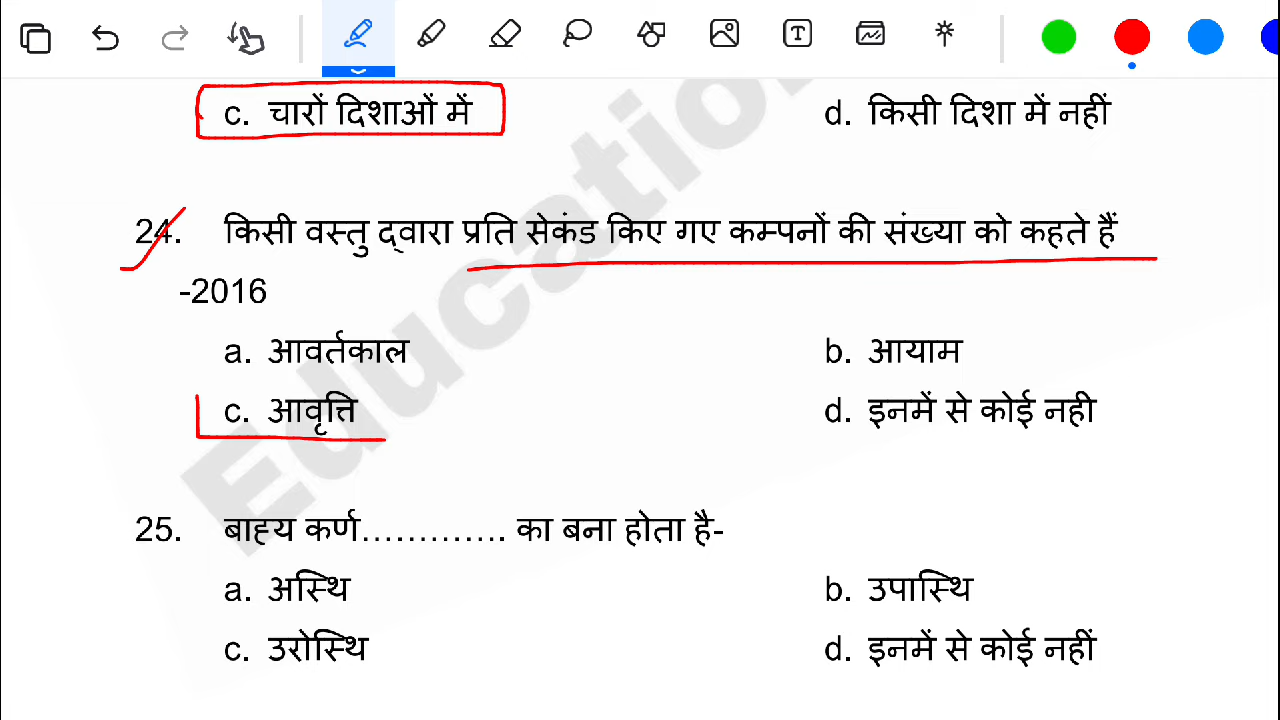 c. चारों दिशाओं में d. किसी दिशा में नहीं
24. किसी वस्तु द्वारा प्रति सेकंड किए गए कम्पनों की संख्या को कहते हैं
-2016
a. आवर्तकाल b. आयाम
c. आवृत्ति d. इनमें से कोई नही
25. बाह्य कर्ण............. का बना होता है-
a. अस्थि b. उपास्थि
c. उरोस्थि d. इनमें से कोई नहीं
Education